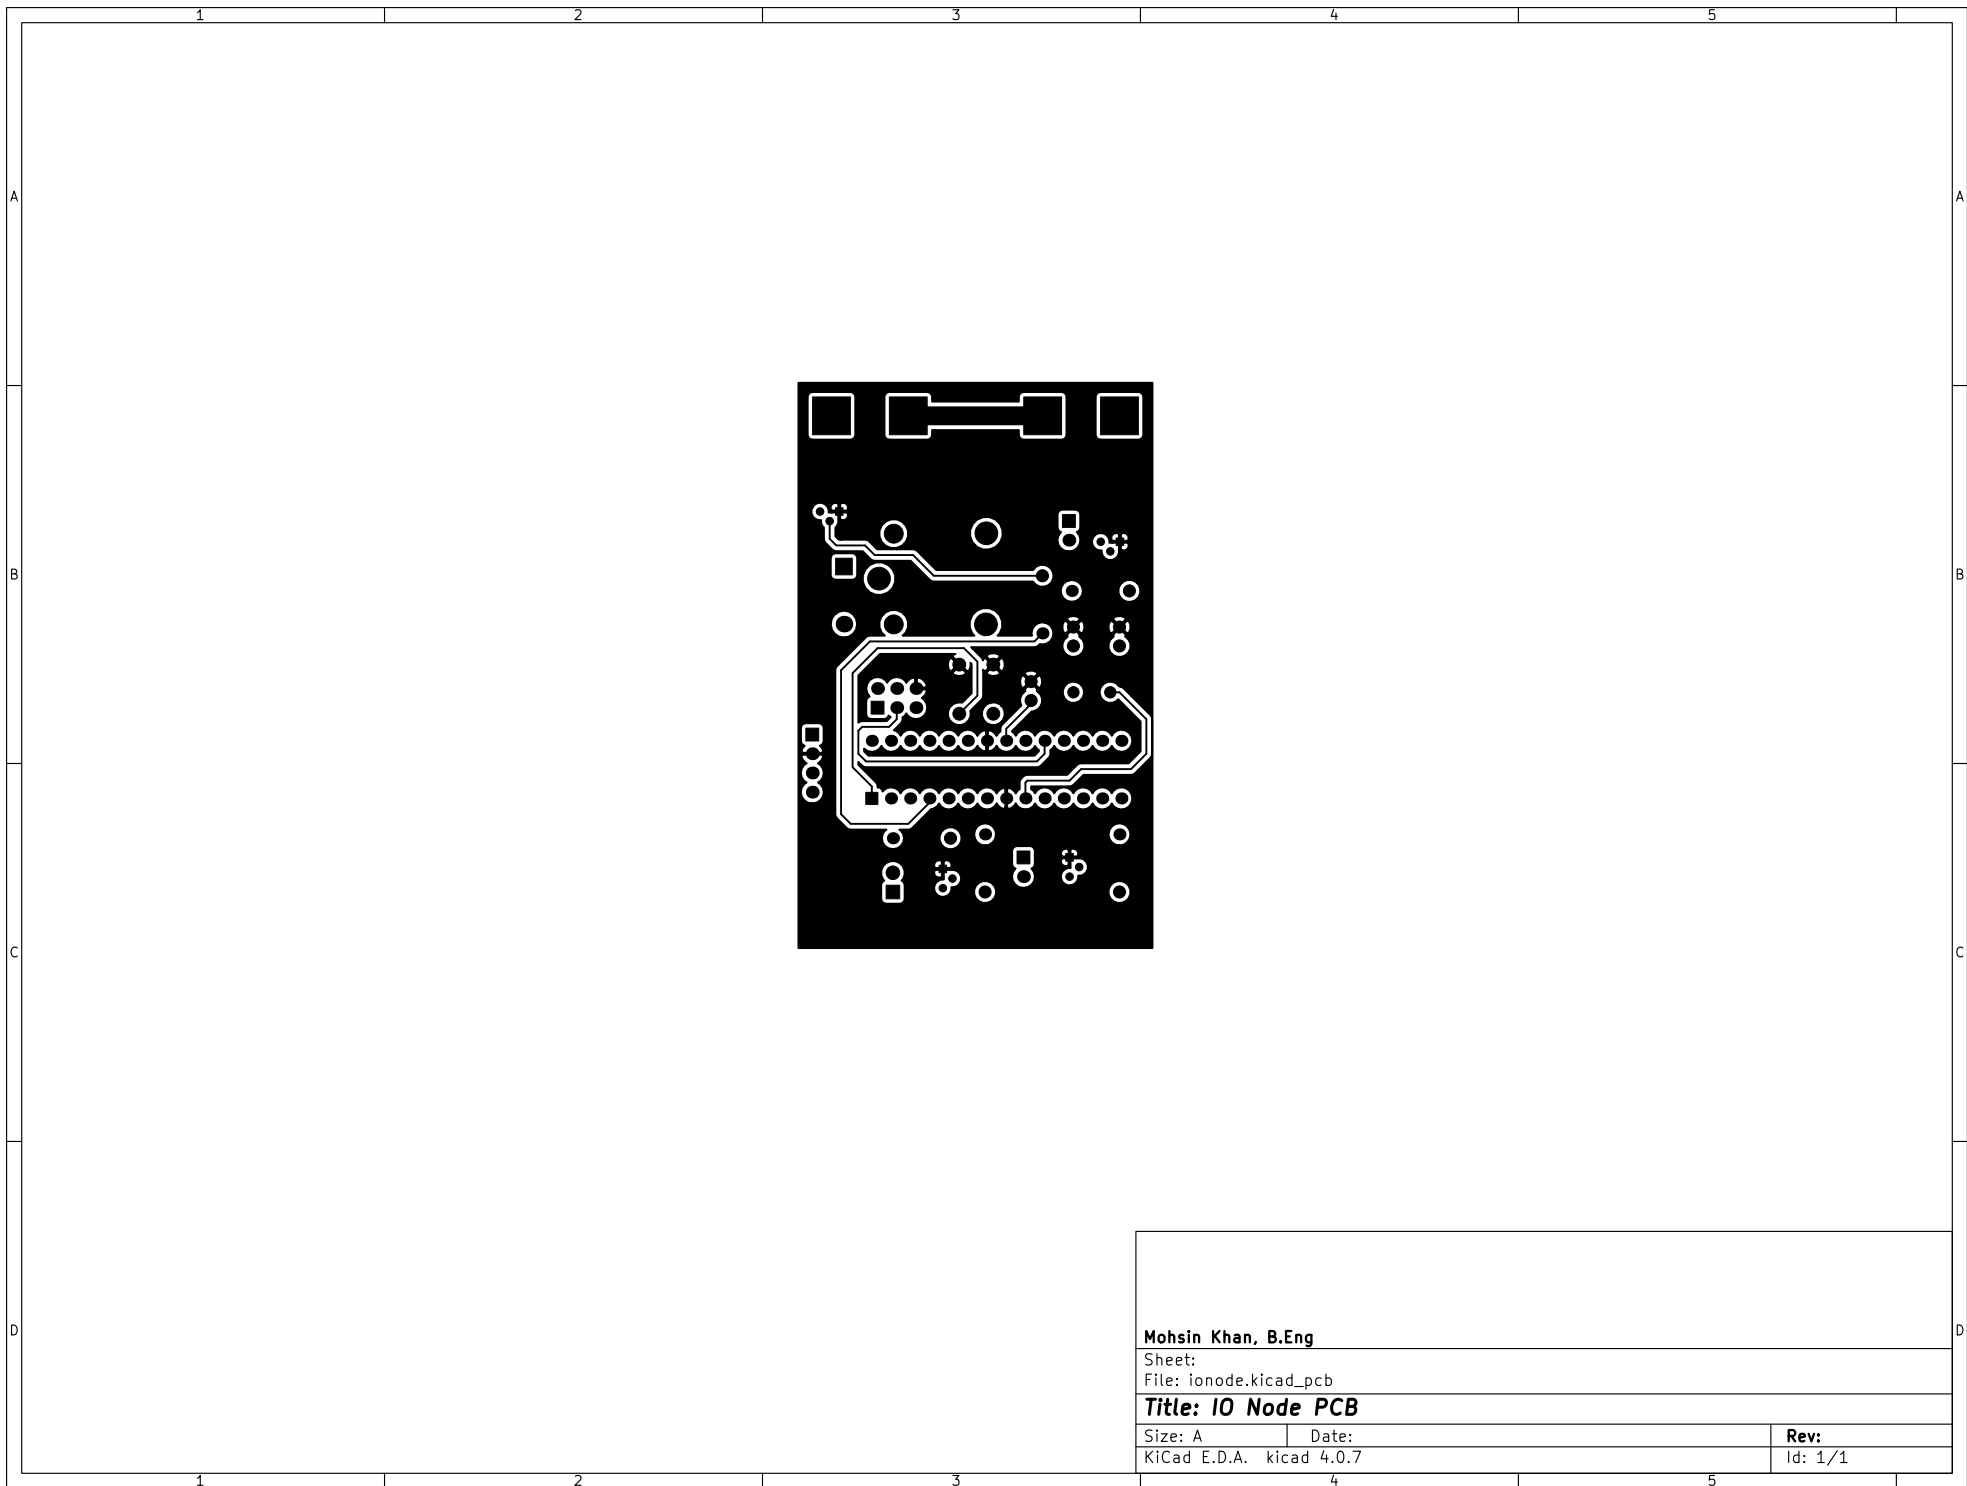 1 2 3 4 5
A A
B B
C C
D D
Mohsin Khan, B.Eng
Sheet:
File: ionode.kicad_pcb
Title: IO Node PCB
Size: A Date: Rev:
KiCad E.D.A. kicad 4.0.7 Id: 1/1
1 2 3 4 5